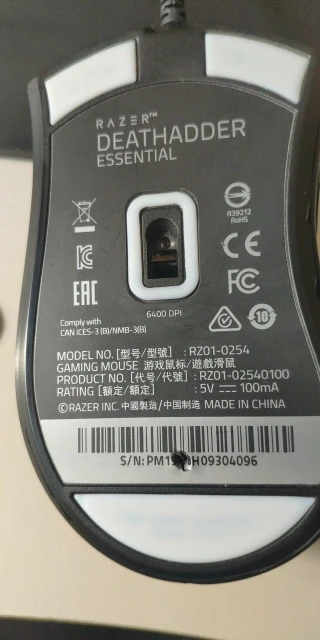 RAZER™
DEATHADDER
ESSENTIAL
R39212
RoHS
CE
FC
EAC
6400 DPI
10
Comply with
CAN ICES-3 (B)/NMB-3(B)
MODEL NO. [型号/型號] : RZ01-0254
GAMING MOUSE 游戏鼠标/遊戲滑鼠
PRODUCT NO. [代号/代號] : RZ01-02540100
RATING [额定/額定] : 5V ⎓ 100mA
©RAZER INC. 中國製造/中国制造 MADE IN CHINA